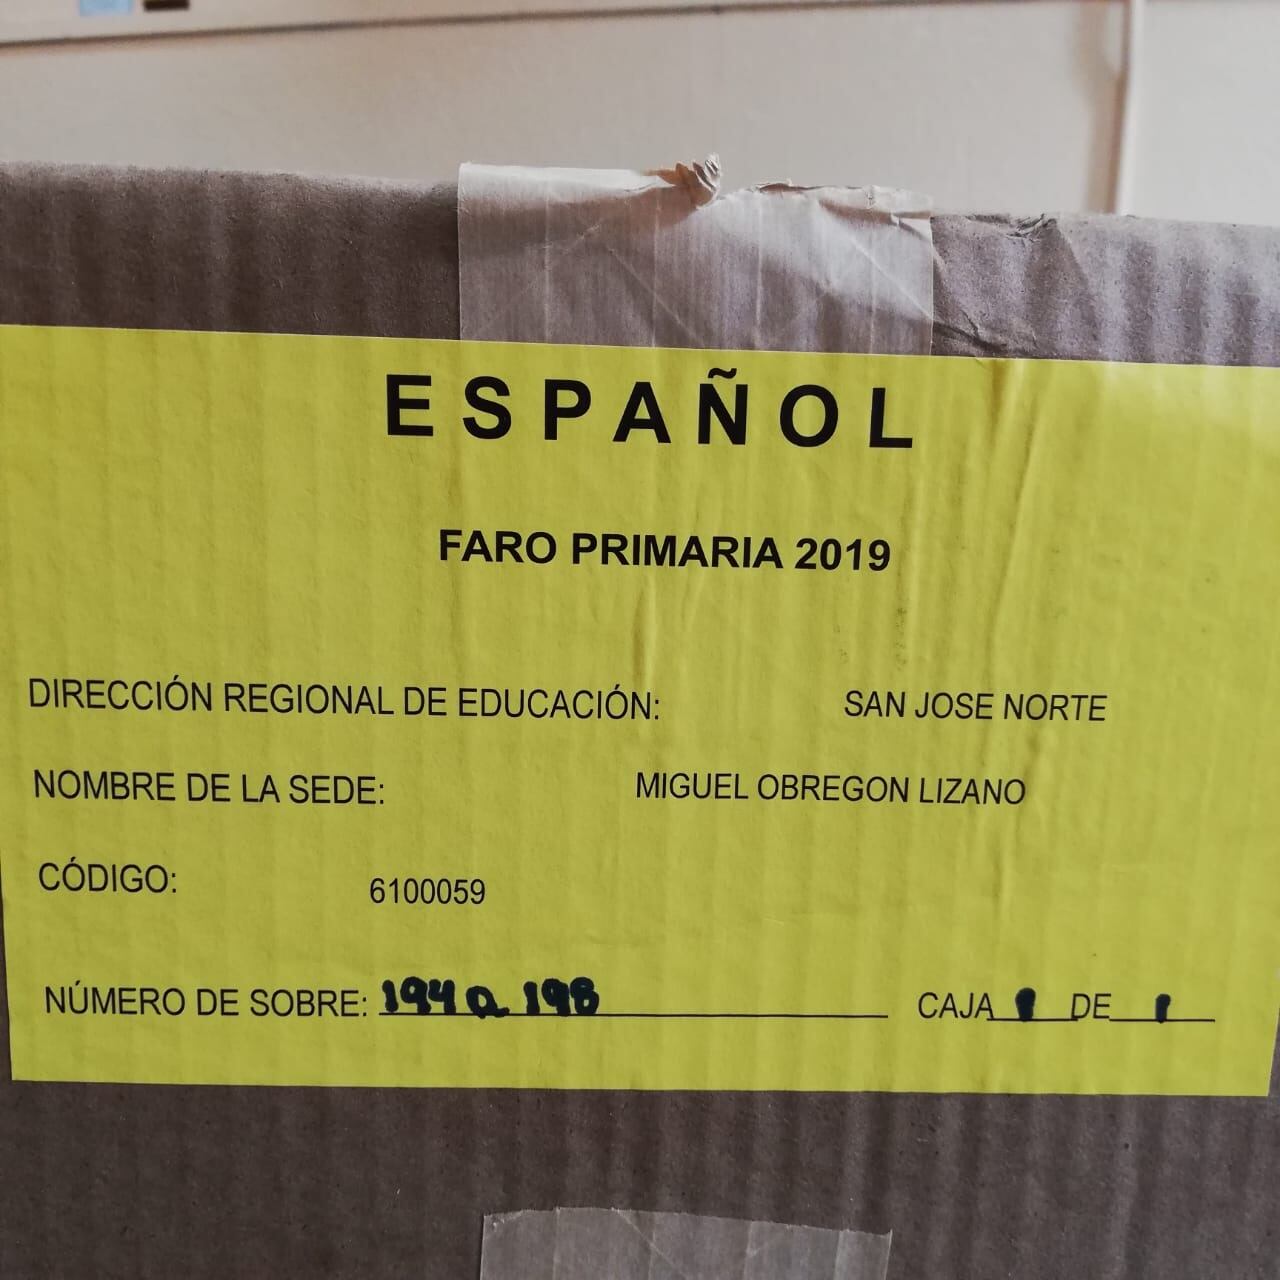 ESPAÑOL
FARO PRIMARIA 2019
DIRECCIÓN REGIONAL DE EDUCACIÓN: SAN JOSE NORTE
NOMBRE DE LA SEDE: MIGUEL OBREGON LIZANO
CÓDIGO: 6100059
NÚMERO DE SOBRE: 194 a 198 CAJA 1 DE 1